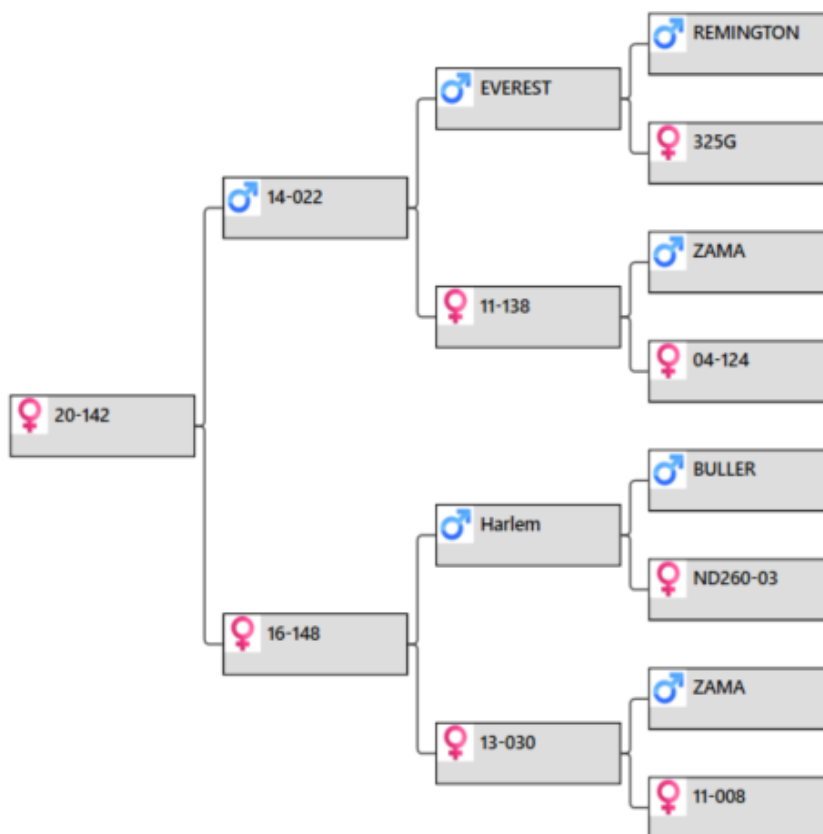 REMINGTON
EVEREST
325G
14-022
ZAMA
11-138
04-124
20-142
BULLER
Harlem
ND260-03
16-148
ZAMA
13-030
11-008